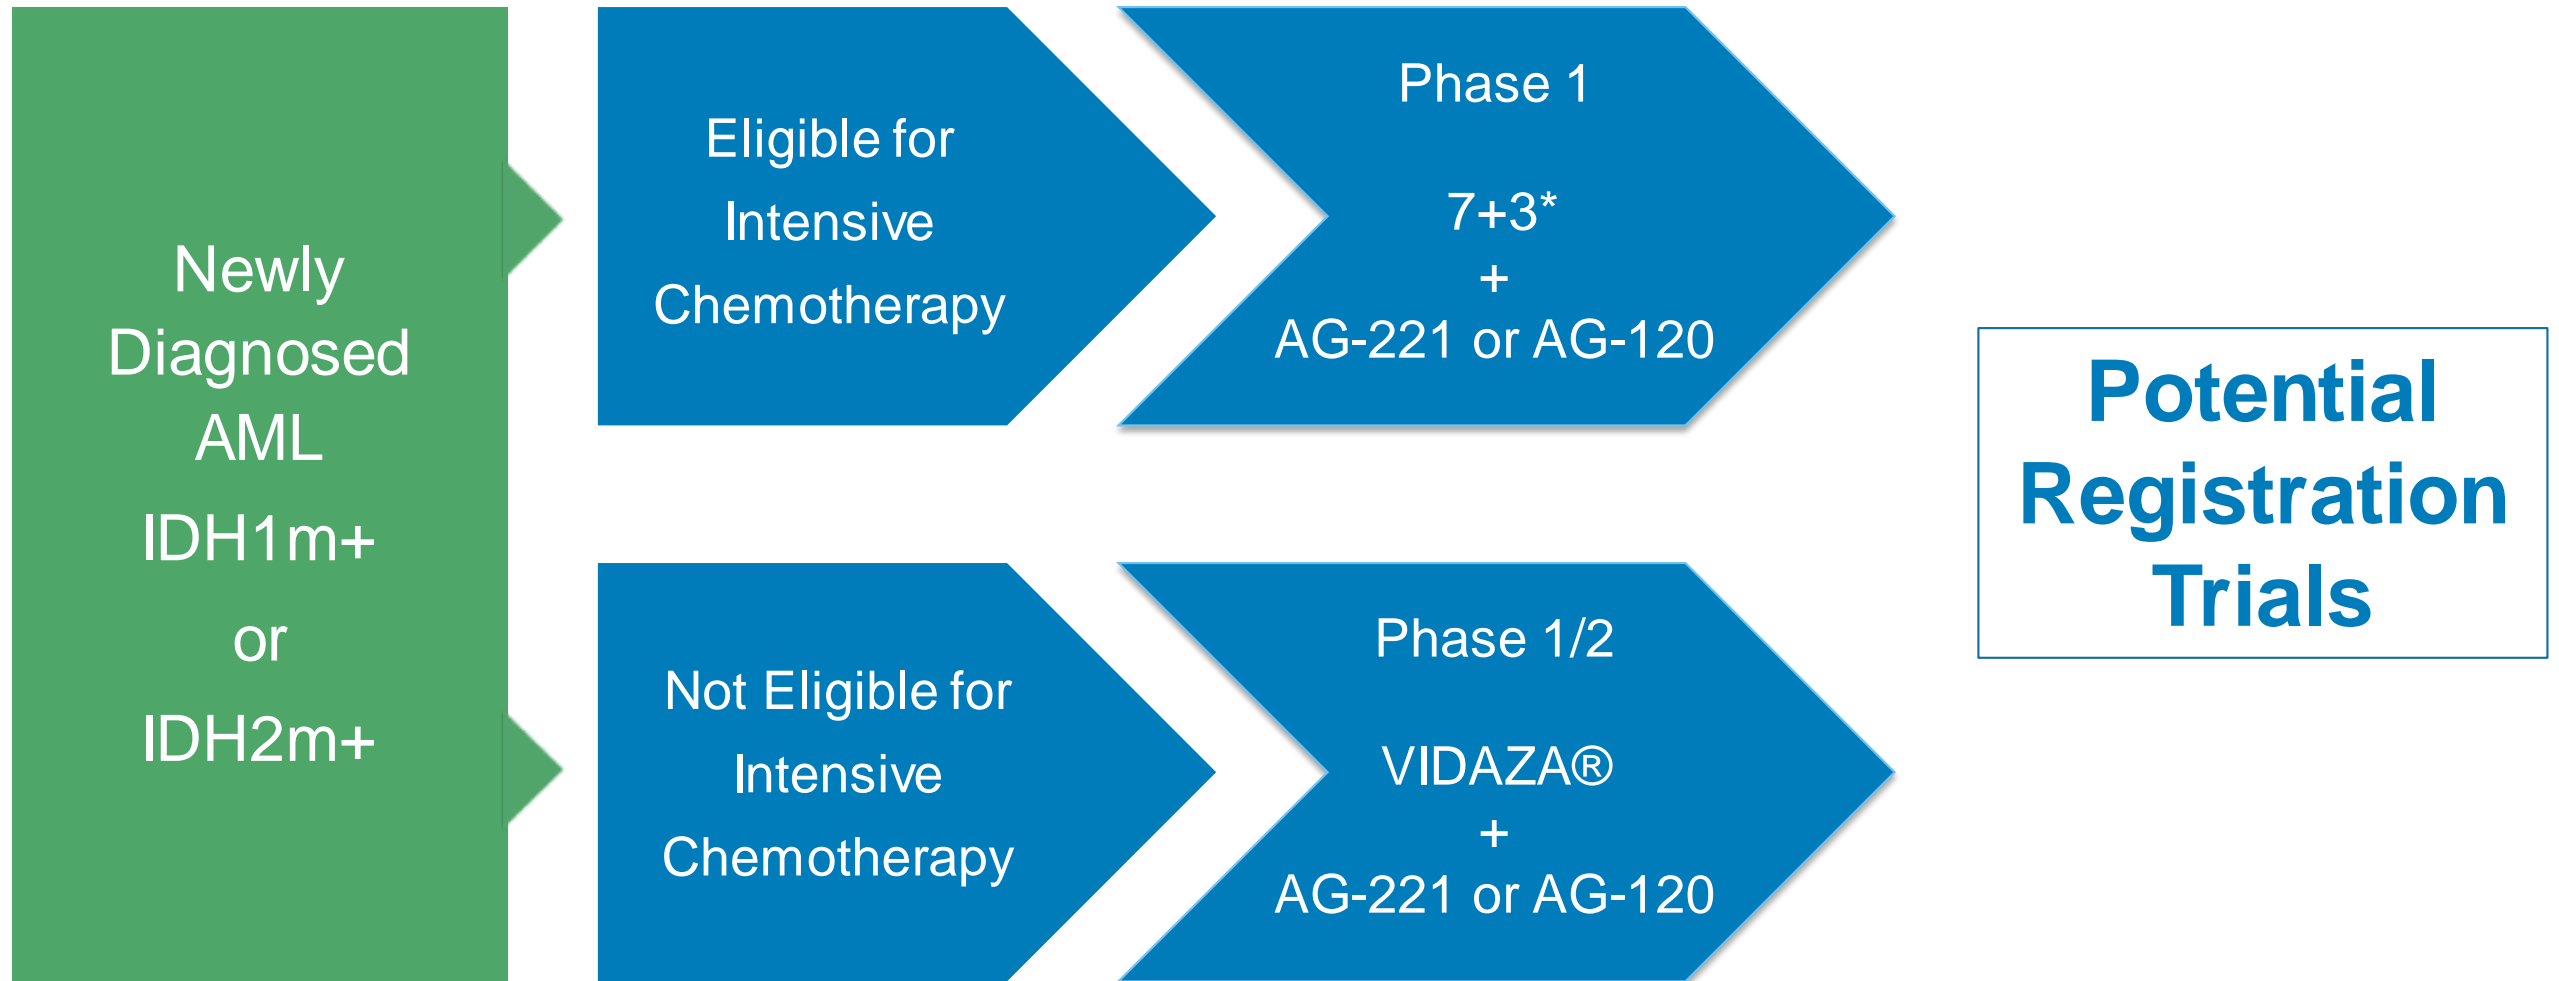 Newly
Diagnosed
AML
IDH1m+
or
IDH2m+
Eligible for
Intensive
Chemotherapy
Phase 1
7+3*
+
AG-221 or AG-120
Not Eligible for
Intensive
Chemotherapy
Phase 1/2
VIDAZA®
+
AG-221 or AG-120
Potential
Registration
Trials